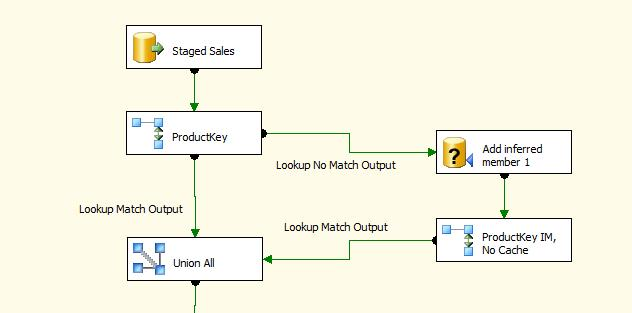 Staged Sales
ProductKey
Lookup No Match Output
Add inferred
member 1
Lookup Match Output
Lookup Match Output
ProductKey IM,
No Cache
Union All
?